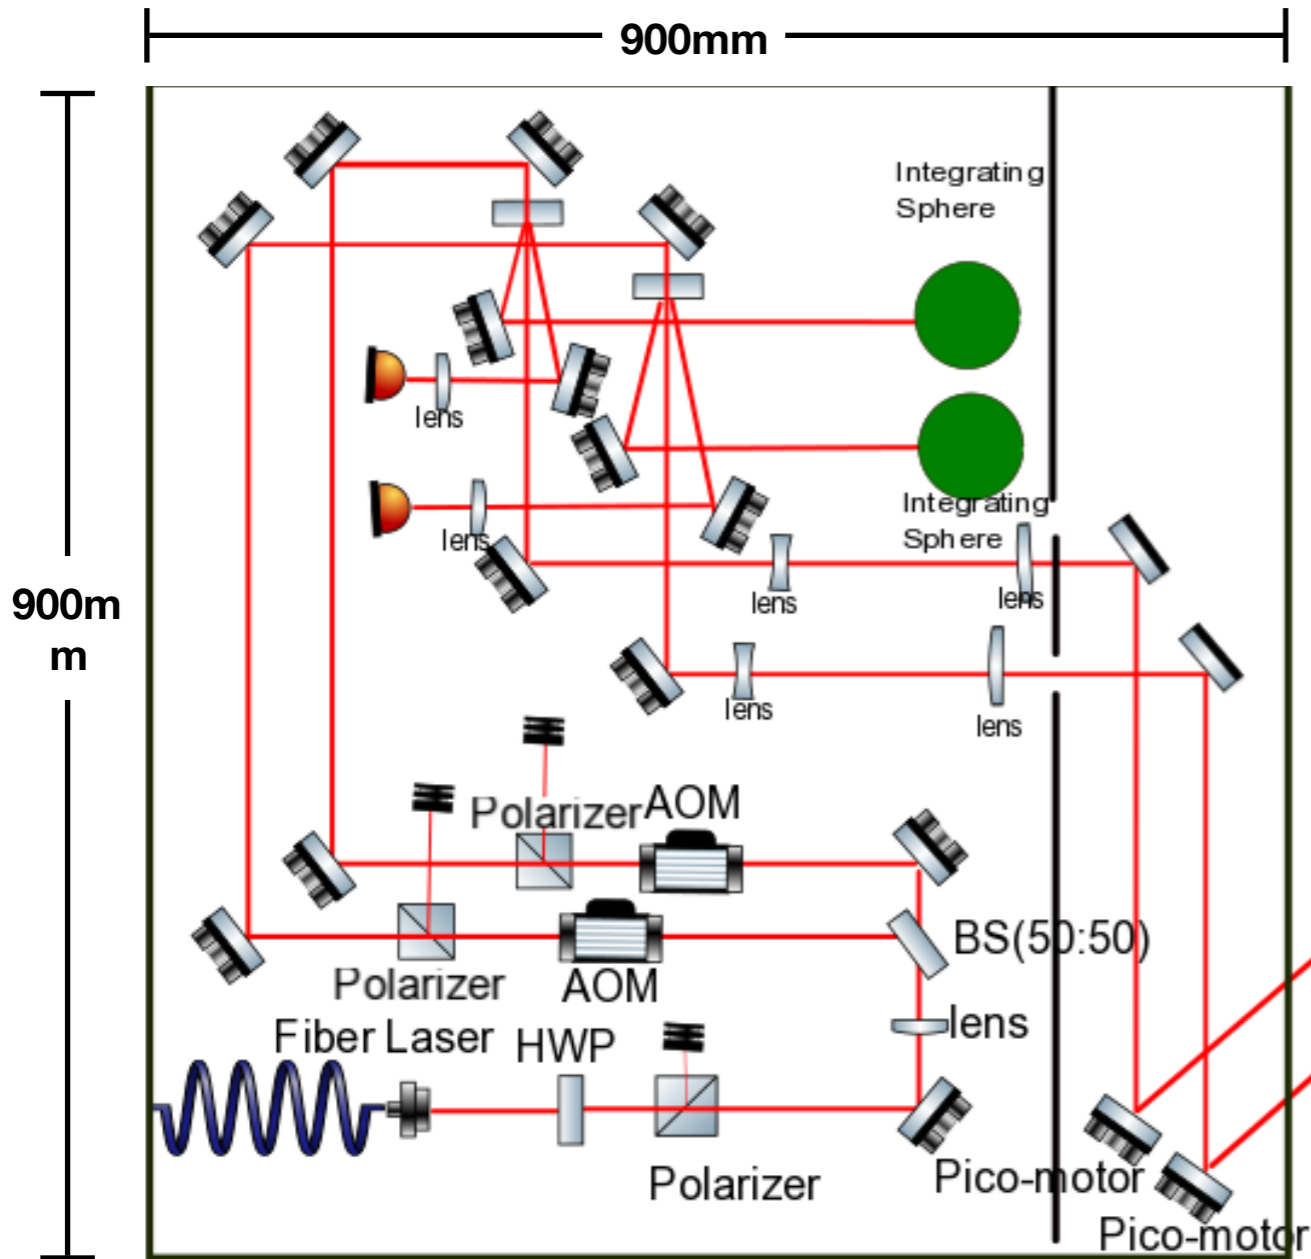 900mm
Integrating
Sphere
lens
Integrating
Sphere
lens
lens
lens
900m
m
lens
lens
Polarizer
AOM
BS(50:50)
Polarizer
AOM
lens
Fiber Laser
HWP
Polarizer
Pico-motor
Pico-motor